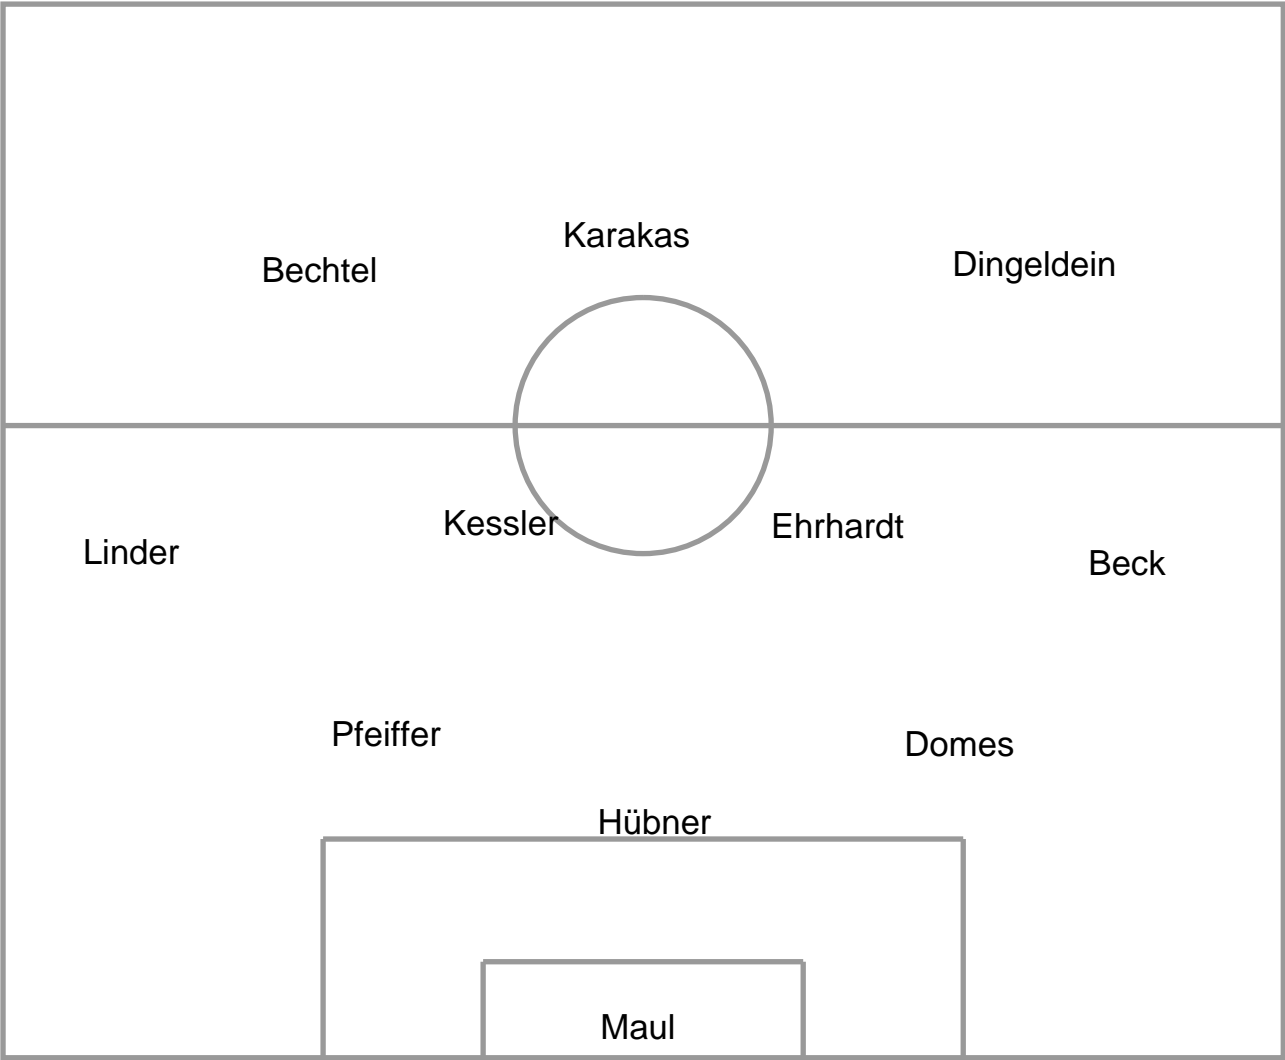 Karakas
Bechtel
Dingeldein
Kessler
Ehrhardt
Linder
Beck
Pfeiffer
Domes
Hübner
Maul